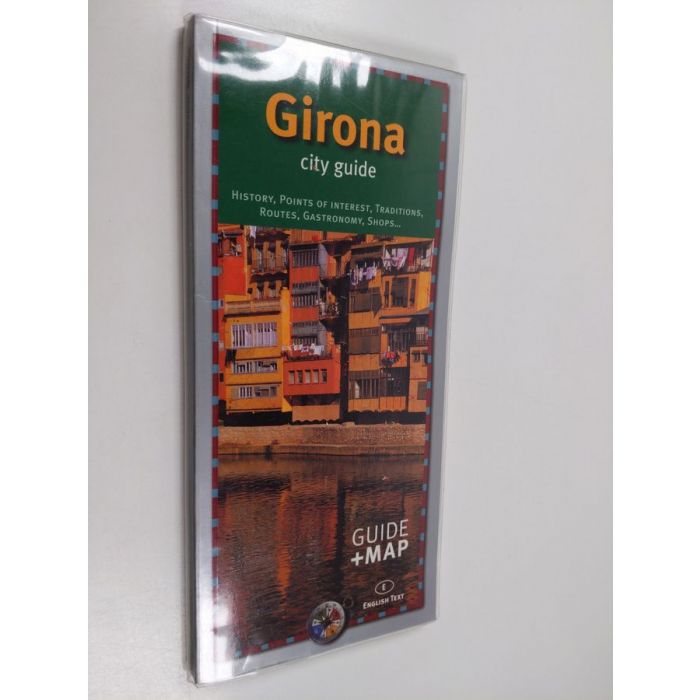 Girona
city guide
History, Points of interest, Traditions,
Routes, Gastronomy, Shops...
GUIDE
+MAP
E
English Text